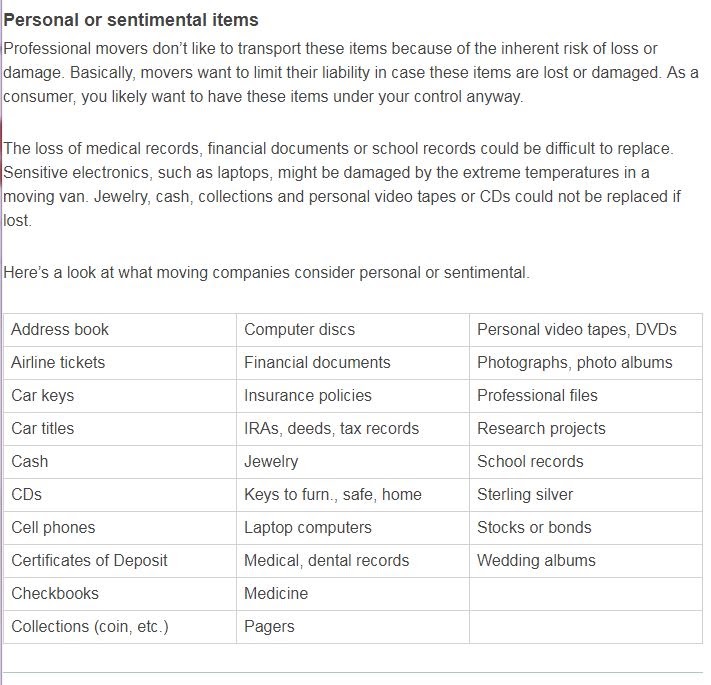 Personal or sentimental items
Professional movers don’t like to transport these items because of the inherent risk of loss or
damage. Basically, movers want to limit their liability in case these items are lost or damaged. As a
consumer, you likely want to have these items under your control anyway.
The loss of medical records, financial documents or school records could be difficult to replace.
Sensitive electronics, such as laptops, might be damaged by the extreme temperatures in a
moving van. Jewelry, cash, collections and personal video tapes or CDs could not be replaced if
lost.
Here’s a look at what moving companies consider personal or sentimental.
Address book Computer discs Personal video tapes, DVDs
Airline tickets Financial documents Photographs, photo albums
Car keys Insurance policies Professional files
Car titles IRAs, deeds, tax records Research projects
Cash Jewelry School records
CDs Keys to furn., safe, home Sterling silver
Cell phones Laptop computers Stocks or bonds
Certificates of Deposit Medical, dental records Wedding albums
Checkbooks Medicine
Collections (coin, etc.) Pagers